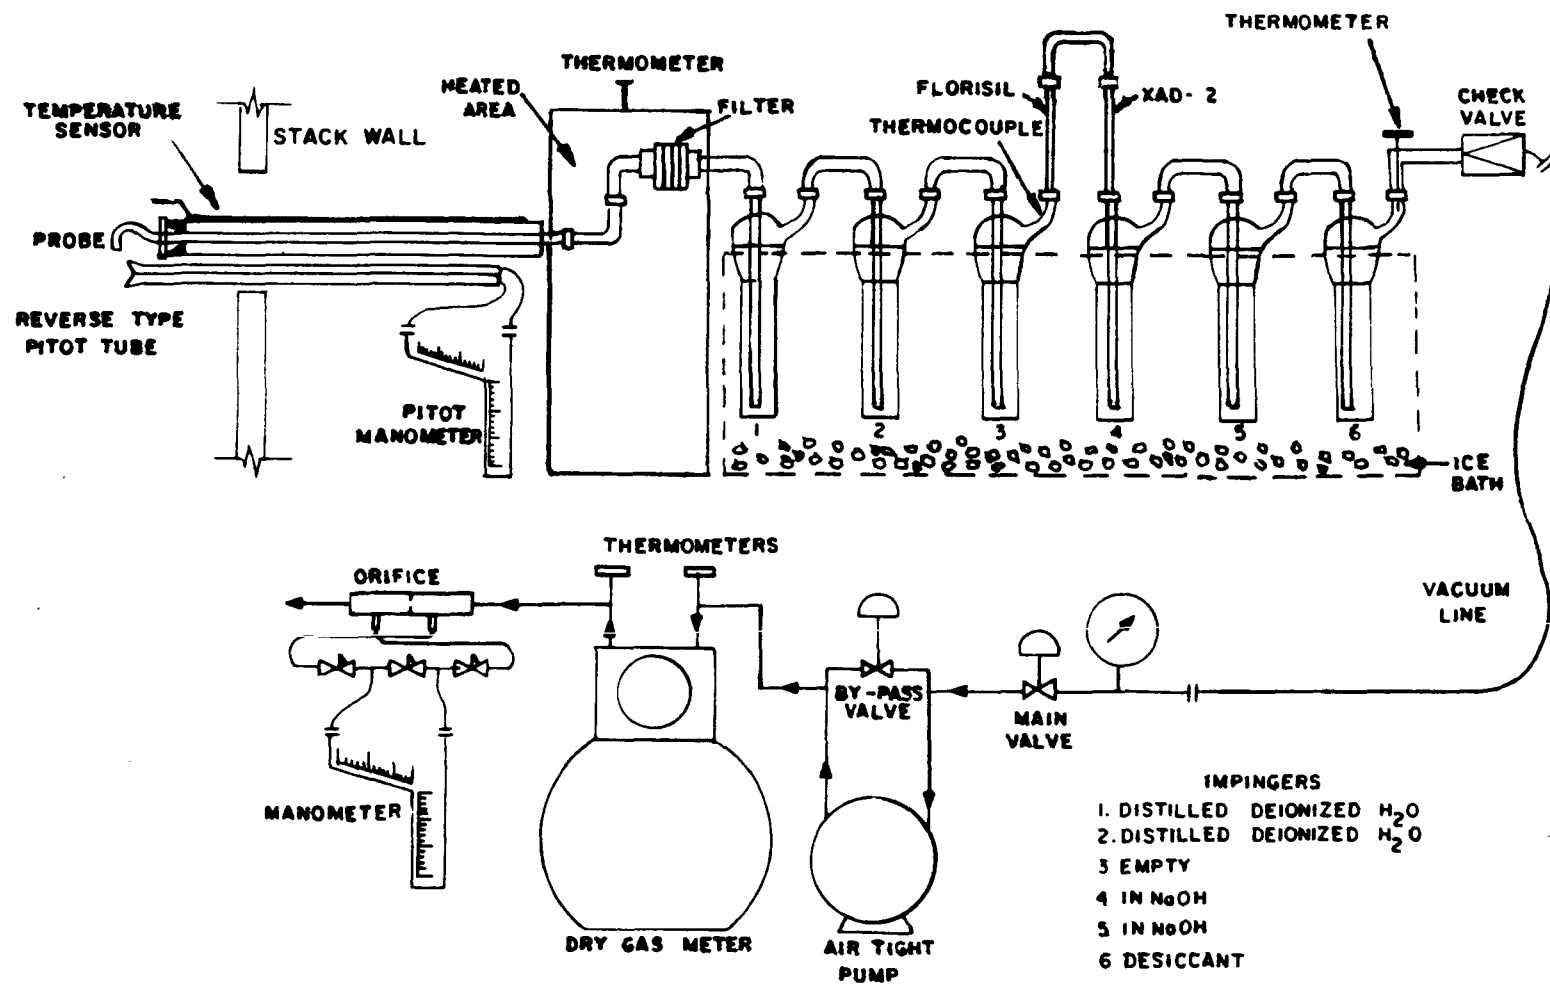 THERMOMETER
THERMOMETER
HEATED
AREA
FILTER
FLORISIL
XAD-2
THERMOCOUPLE
CHECK
VALVE
TEMPERATURE
SENSOR
STACK WALL
PROBE
REVERSE TYPE
PITOT TUBE
PITOT
MANOMETER
1 2 3 4 5 6
ICE
BATH
THERMOMETERS
ORIFICE
VACUUM
LINE
BY-PASS
VALVE
MAIN
VALVE
MANOMETER
DRY GAS METER
AIR TIGHT
PUMP
IMPINGERS
1. DISTILLED DEIONIZED H2O
2. DISTILLED DEIONIZED H2O
3 EMPTY
4 IN NaOH
5 IN NaOH
6 DESICCANT